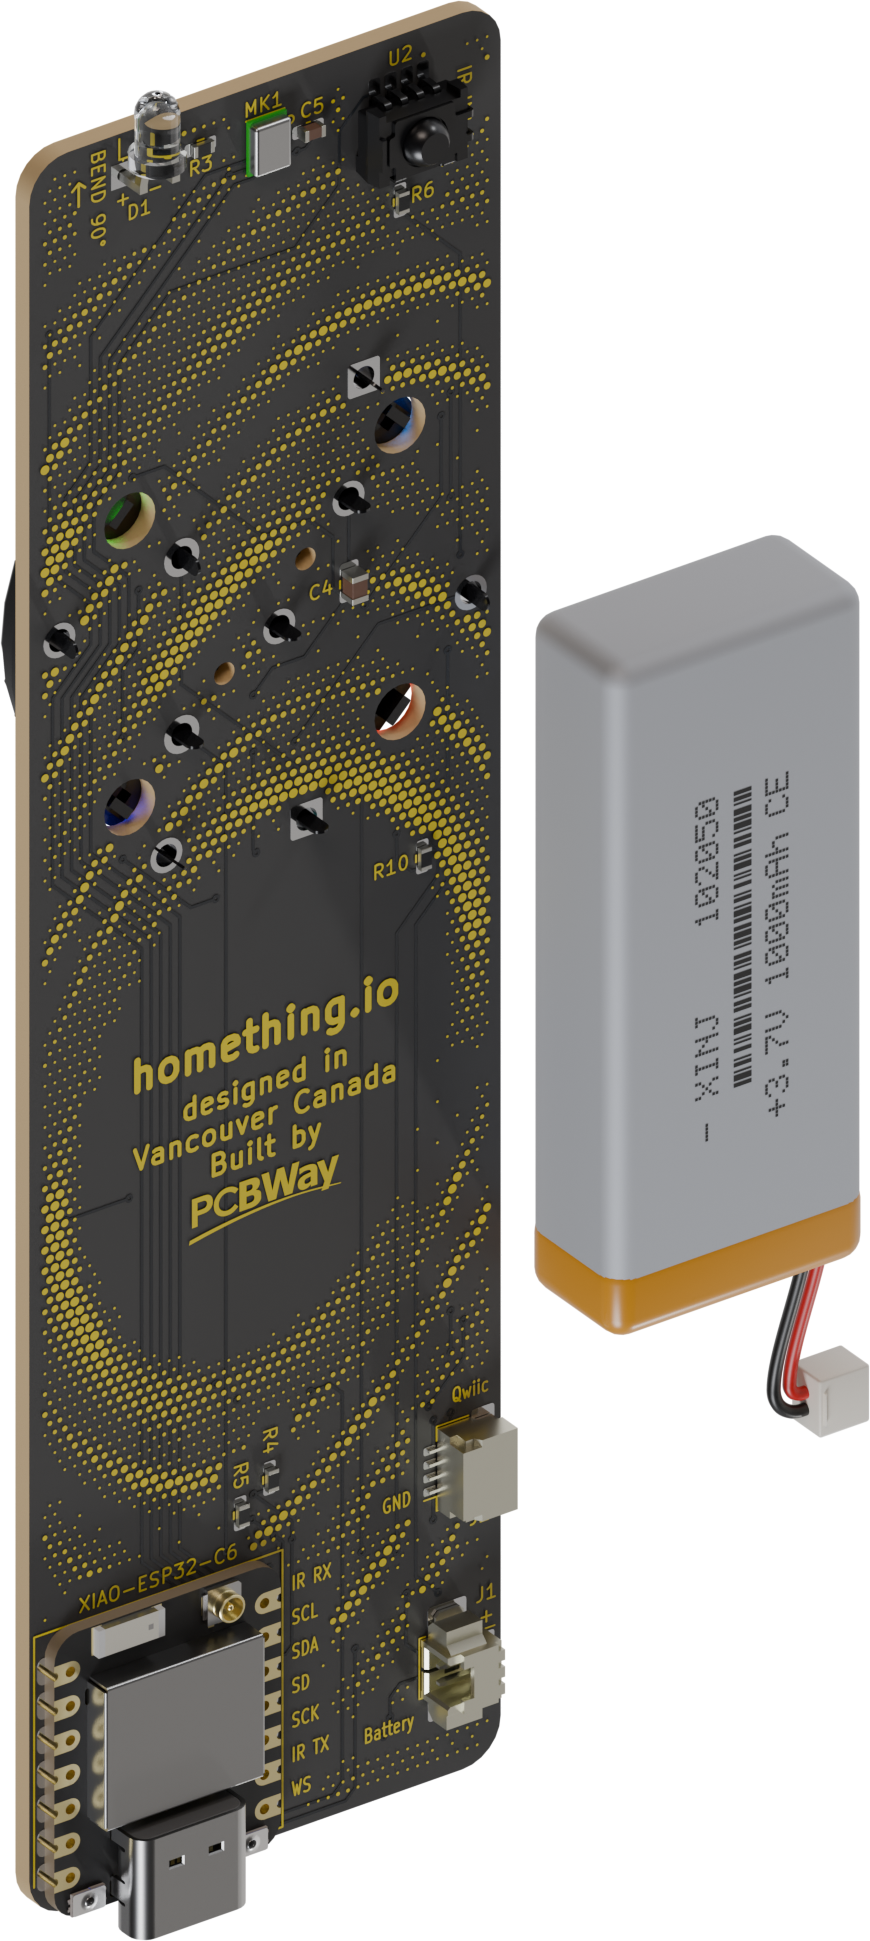 U2
IR
MK1
C5
R3
BEND 90°
+
D1
R6
C4
R10
homething.io
designed in
Vancouver Canada
Built by
PCBWay
102050
- XINJ
+3.7V 1000mAh CE
Qwiic
R4
R5
GND
XIAO-ESP32-C6
IR RX
SCL
SDA
SD
SCK
IR TX
WS
J1
+
Battery